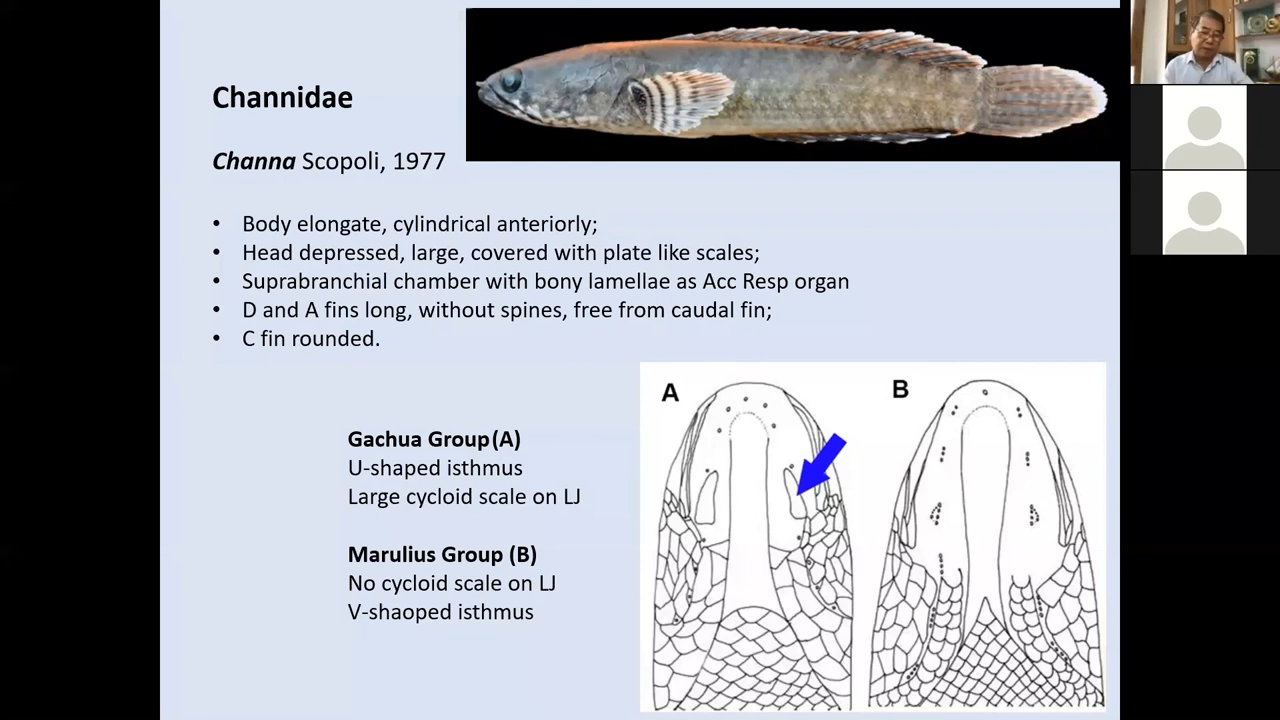 Channidae
Channa Scopoli, 1977
• Body elongate, cylindrical anteriorly;
• Head depressed, large, covered with plate like scales;
• Suprabranchial chamber with bony lamellae as Acc Resp organ
• D and A fins long, without spines, free from caudal fin;
• C fin rounded.
Gachua Group(A)
U-shaped isthmus
Large cycloid scale on LJ
Marulius Group (B)
No cycloid scale on LJ
V-shaoped isthmus
A
B